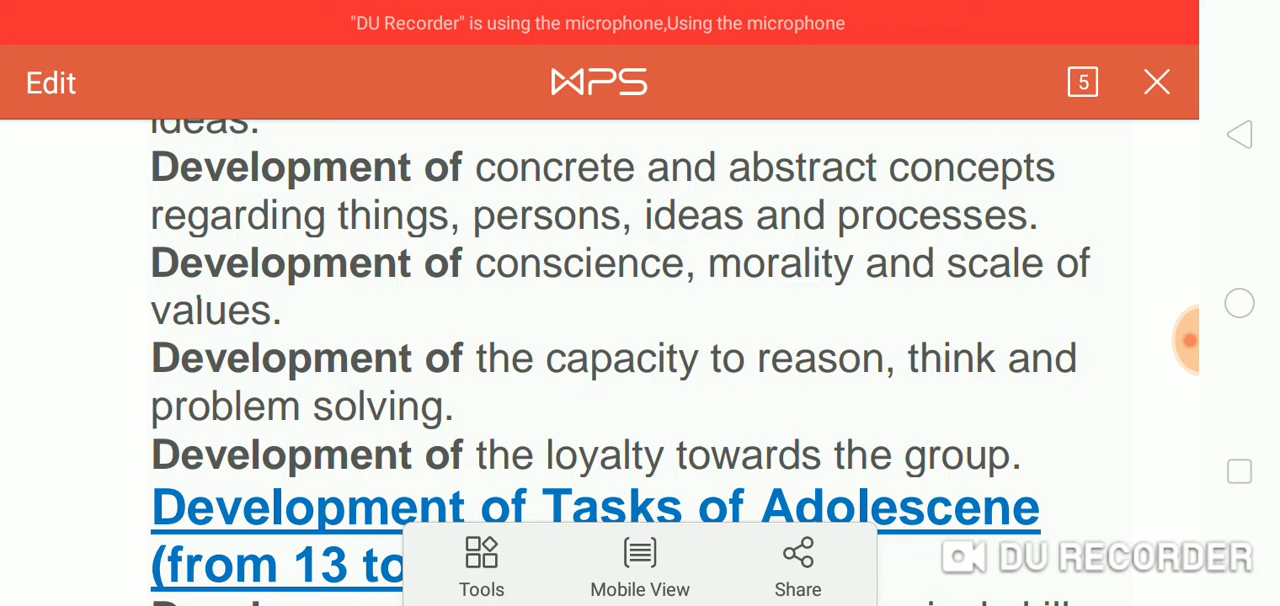 "DU Recorder" is using the microphone,Using the microphone
Edit
WPS
5
ideas.
Development of concrete and abstract concepts
regarding things, persons, ideas and processes.
Development of conscience, morality and scale of
values.
Development of the capacity to reason, think and
problem solving.
Development of the loyalty towards the group.
Development of Tasks of Adolescene
(from 13 to
Tools
Mobile View
Share
DU RECORDER